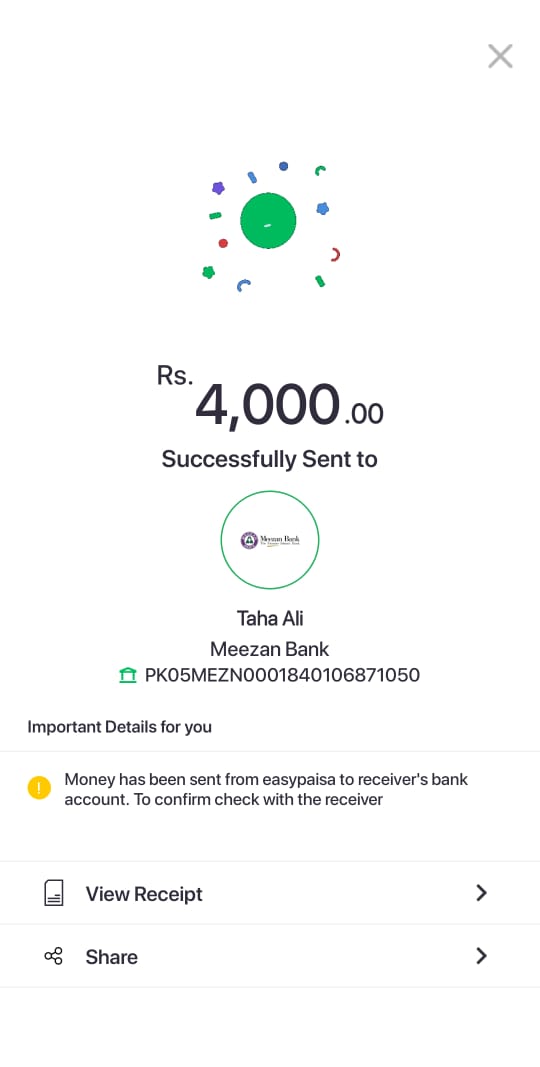 Rs. 4,000.00
Successfully Sent to
Meezan Bank
Taha Ali
Meezan Bank
PK05MEZN0001840106871050
Important Details for you
Money has been sent from easypaisa to receiver's bank
account. To confirm check with the receiver
View Receipt
Share